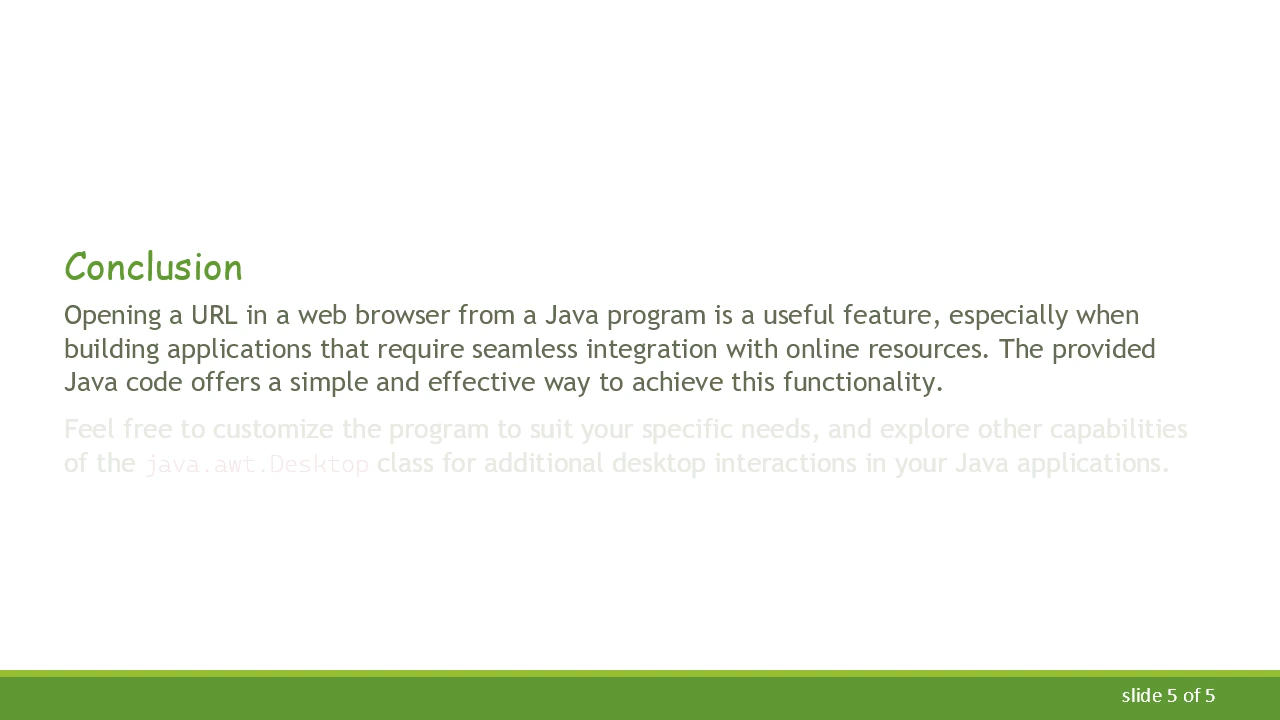 Conclusion
Opening a URL in a web browser from a Java program is a useful feature, especially when
building applications that require seamless integration with online resources. The provided
Java code offers a simple and effective way to achieve this functionality.
Feel free to customize the program to suit your specific needs, and explore other capabilities
of the java.awt.Desktop class for additional desktop interactions in your Java applications.
slide 5 of 5